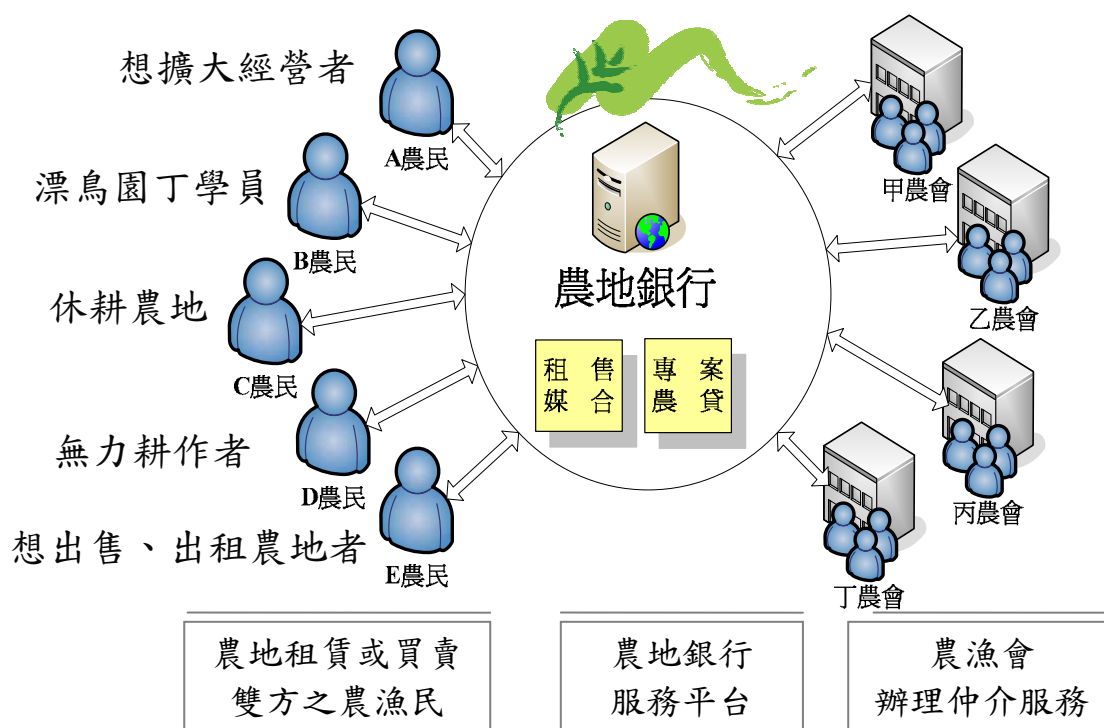 想擴大經營者
A農民
漂鳥園丁學員
B農民
休耕農地
C農民
無力耕作者
D農民
想出售、出租農地者
E農民
農地銀行
租售
媒合
專案
農貸
甲農會
乙農會
丙農會
丁農會
農地租賃或買賣
雙方之農漁民
農地銀行
服務平台
農漁會
辦理仲介服務